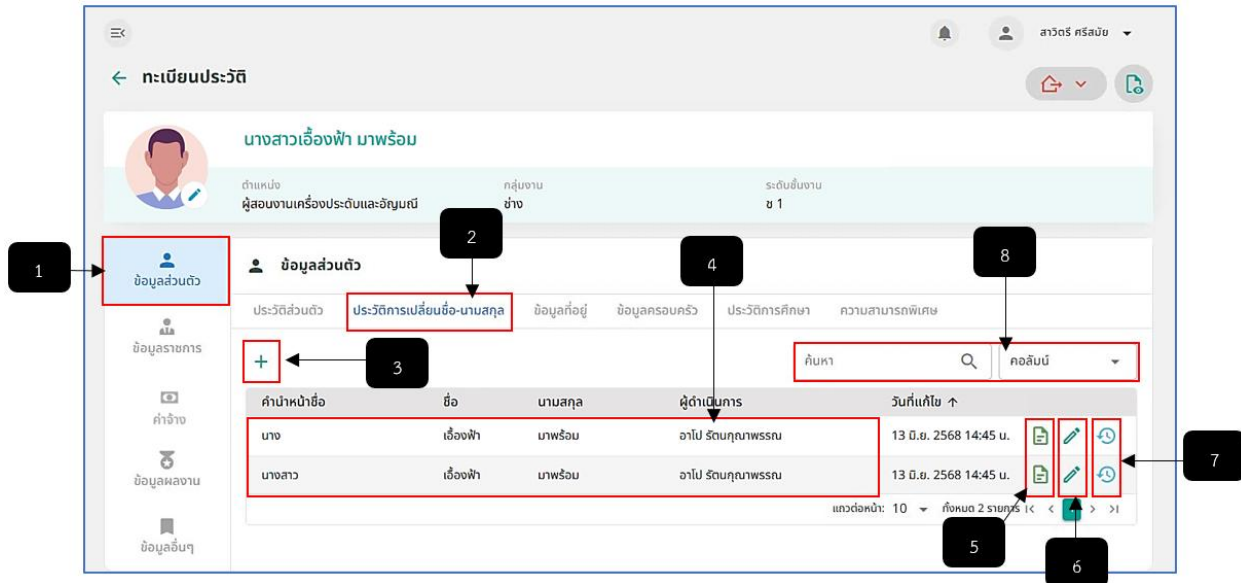 สาวิตรี ศรีสมัย
ทะเบียนประวัติ
นางสาวเอื้องฟ้า มาพร้อม
ตำแหน่ง กลุ่มงาน ระดับชั้นงาน
ผู้สอนงานเครื่องประดับและอัญมณี ช่าง ช 1
1
2
4
8
ข้อมูลส่วนตัว
ข้อมูลส่วนตัว
ประวัติส่วนตัว ประวัติการเปลี่ยนชื่อ-นามสกุล ข้อมูลที่อยู่ ข้อมูลครอบครัว ประวัติการศึกษา ความสามารถพิเศษ
ข้อมูลราชการ
3
ค้นหา คอลัมน์
ค่าจ้าง
คำนำหน้าชื่อ ชื่อ นามสกุล ผู้ดำเนินการ วันที่แก้ไข
นาง เอื้องฟ้า มาพร้อม อาโป รัตนกุณาพรรณ 13 มิ.ย. 2568 14:45 น.
7
ข้อมูลผลงาน
นางสาว เอื้องฟ้า มาพร้อม อาโป รัตนกุณาพรรณ 13 มิ.ย. 2568 14:45 น.
แถวต่อหน้า: 10 ทั้งหมด 2 รายการ
ข้อมูลอื่นๆ
5
6